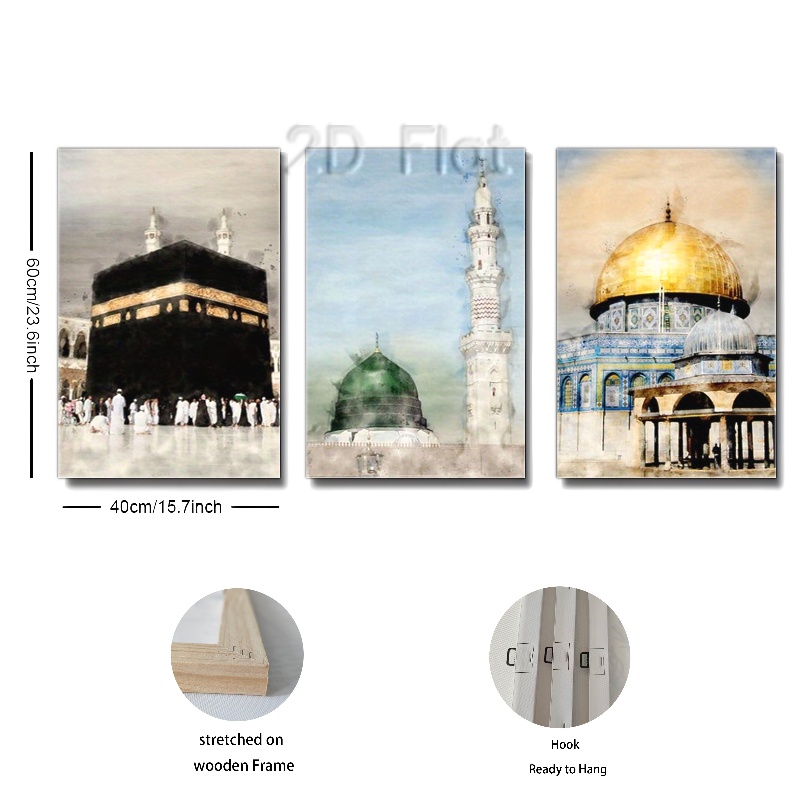 2D Flat
60cm/23.6inch
40cm/15.7inch
stretched on
wooden Frame
Hook
Ready to Hang